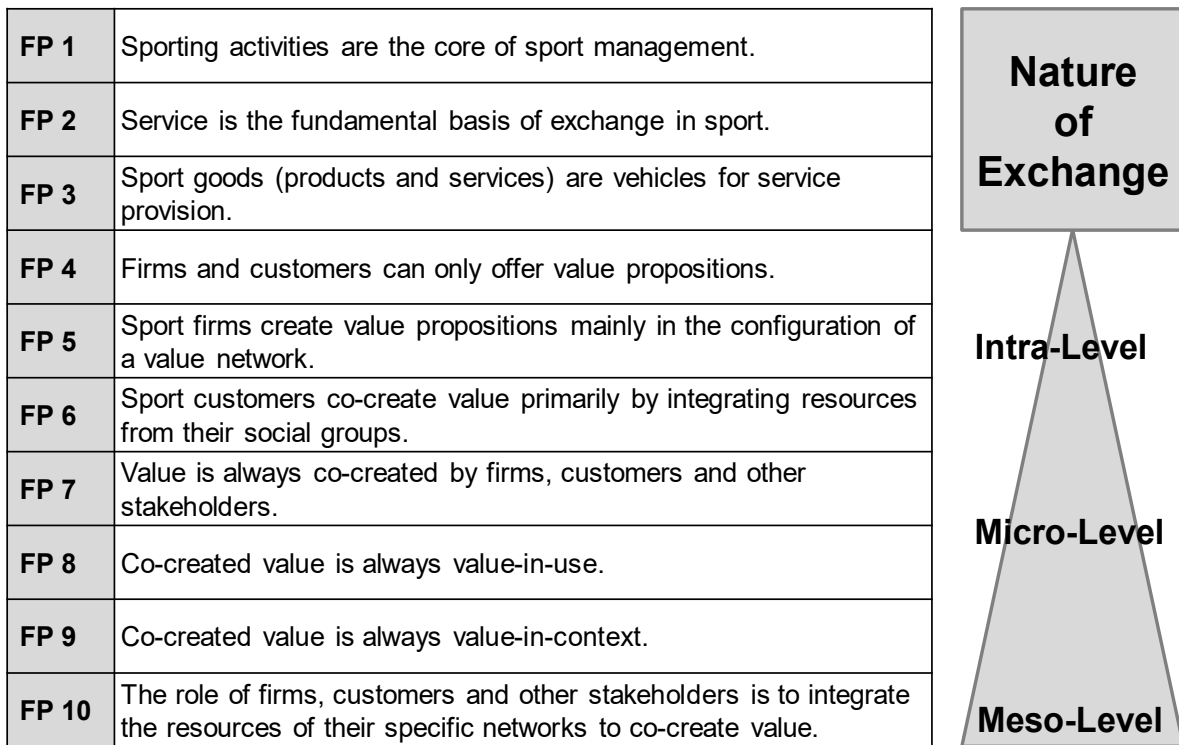 FP 1
Sporting activities are the core of sport management.
FP 2
Service is the fundamental basis of exchange in sport.
FP 3
Sport goods (products and services) are vehicles for service
provision.
FP 4
Firms and customers can only offer value propositions.
FP 5
Sport firms create value propositions mainly in the configuration of
a value network.
FP 6
Sport customers co-create value primarily by integrating resources
from their social groups.
FP 7
Value is always co-created by firms, customers and other
stakeholders.
FP 8
Co-created value is always value-in-use.
FP 9
Co-created value is always value-in-context.
FP 10
The role of firms, customers and other stakeholders is to integrate
the resources of their specific networks to co-create value.
Nature
of
Exchange
Intra-Level
Micro-Level
Meso-Level